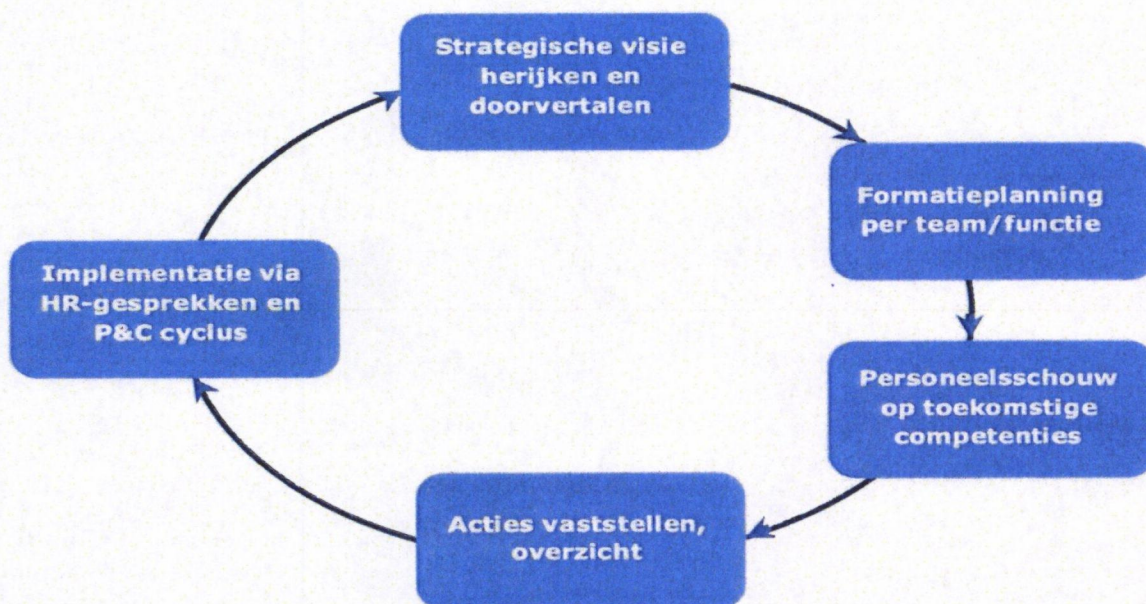 Strategische visie
herijken en
doorvertalen
Formatieplanning
per team/functie
Personeelsschouw
op toekomstige
competenties
Acties vaststellen,
overzicht
Implementatie via
HR-gesprekken en
P&C cyclus